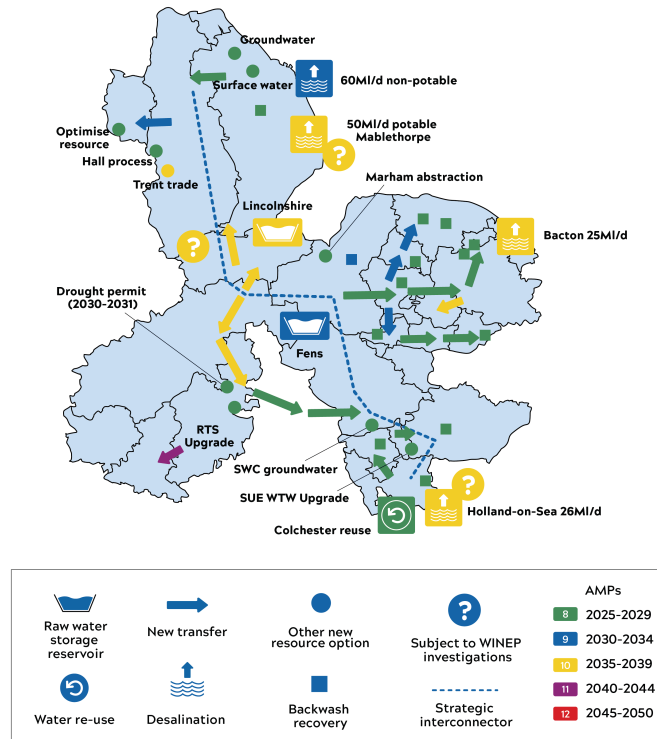 Groundwater
Surface water
60Ml/d non-potable
50Ml/d potable
Mablethorpe
?
Optimise
resource
Hall process
Trent trade
Marham abstraction
Lincolnshire
?
Bacton 25Ml/d
Drought permit
(2030-2031)
Fens
RTS
Upgrade
SWC groundwater
SUE WTW Upgrade
?
Holland-on-Sea 26Ml/d
Colchester reuse
Raw water
storage
reservoir
New transfer
Other new
resource option
?
Subject to WINEP
investigations
Water re-use
Desalination
Backwash
recovery
Strategic
interconnector
AMPs
8 2025-2029
9 2030-2034
10 2035-2039
11 2040-2044
12 2045-2050